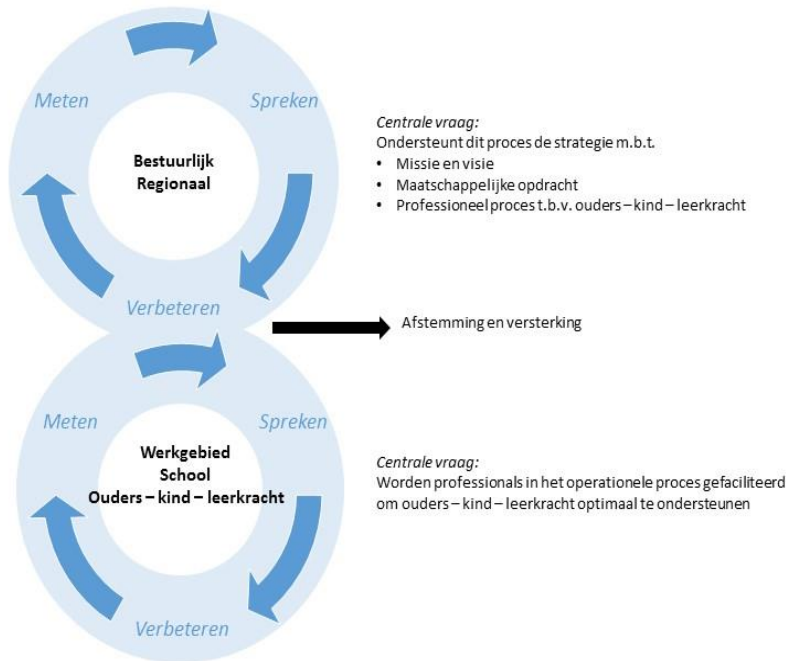 Meten
Spreken
Bestuurlijk
Regionaal
Verbeteren
Centrale vraag:
Ondersteunt dit proces de strategie m.b.t.
• Missie en visie
• Maatschappelijke opdracht
• Professioneel proces t.b.v. ouders – kind – leerkracht
Afstemming en versterking
Meten
Spreken
Werkgebied
School
Ouders – kind – leerkracht
Verbeteren
Centrale vraag:
Worden professionals in het operationele proces gefaciliteerd
om ouders – kind – leerkracht optimaal te ondersteunen